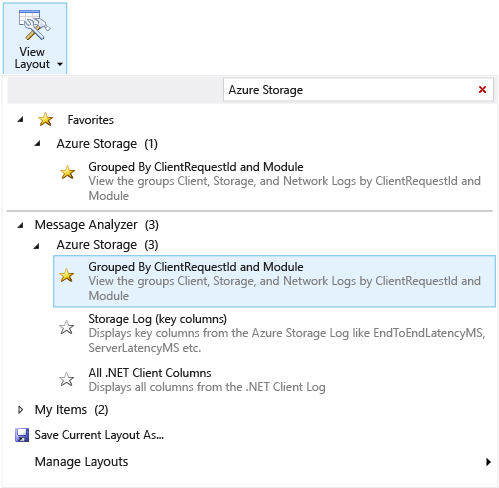 View
Layout
Azure Storage
Favorites
Azure Storage (1)
Grouped By ClientRequestId and Module
View the groups Client, Storage, and Network Logs by ClientRequestId and
Module
Message Analyzer (3)
Azure Storage (3)
Grouped By ClientRequestId and Module
View the groups Client, Storage, and Network Logs by ClientRequestId and
Module
Storage Log (key columns)
Displays key columns from the Azure Storage Log like EndToEndLatencyMS,
ServerLatencyMS etc.
All .NET Client Columns
Displays all columns from the .NET Client Log
My Items (2)
Save Current Layout As...
Manage Layouts